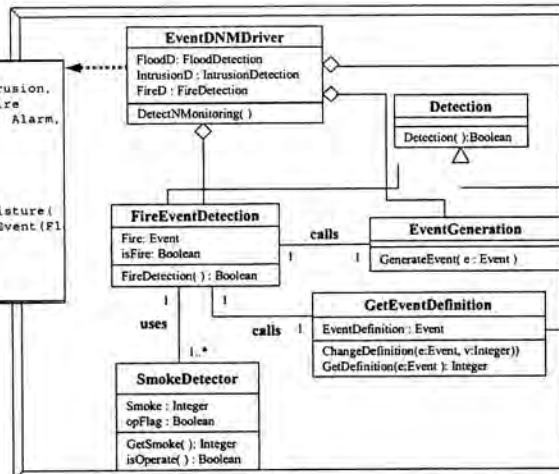 EventDNMDriver
FloodD: FloodDetection
IntrusionD : IntrusionDetection
FireD : FireDetection
DetectNMonitoring( )
rusion,
ire
Alarm,
isture(
Event(Fl
Detection
Detection( ):Boolean
FireEventDetection
Fire: Event
isFire: Boolean
FireDetection( ) : Boolean
calls
1
1
EventGeneration
GenerateEvent( e : Event )
1
1
uses
calls
1
1..*
GetEventDefinition
EventDefinition : Event
ChangeDefinition(e:Event, v:Integer))
GetDefinition(e:Event ): Integer
SmokeDetector
Smoke : Integer
opFlag : Boolean
GetSmoke( ): Integer
isOperate( ) : Boolean